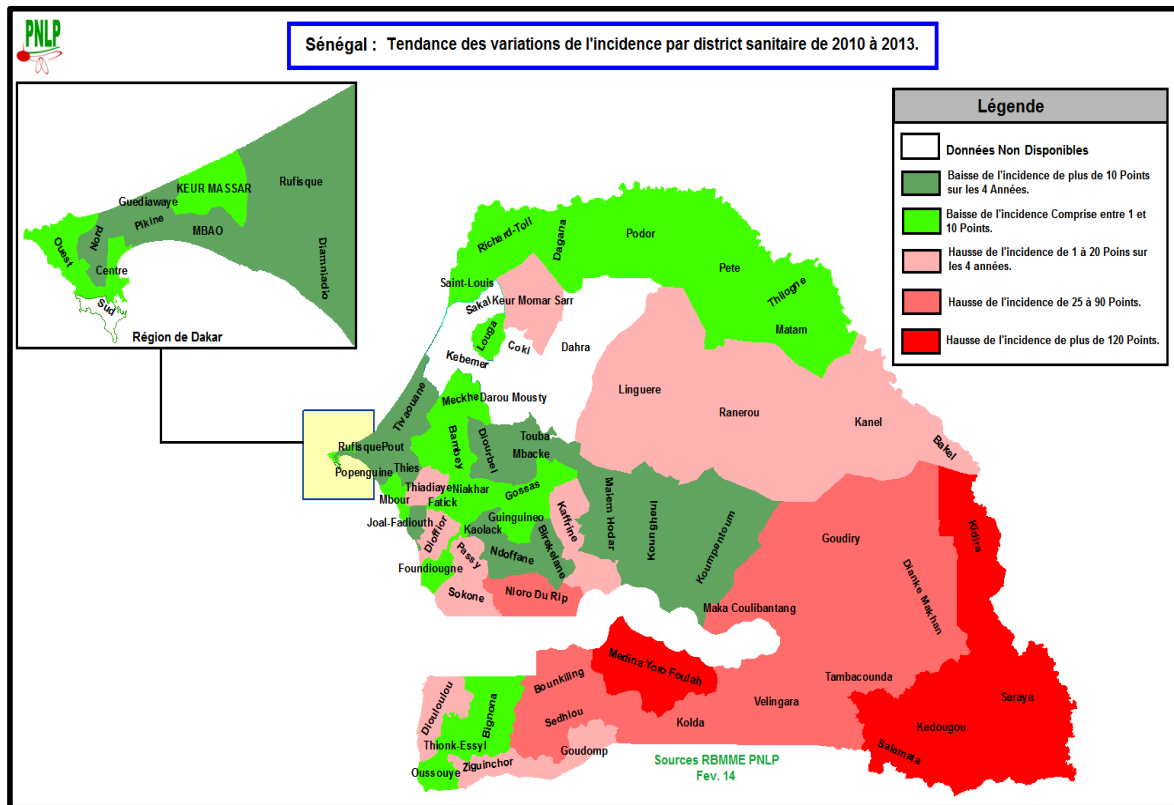 PNLP
Sénégal : Tendance des variations de l'incidence par district sanitaire de 2010 à 2013.
Légende
Données Non Disponibles
Baisse de l'incidence de plus de 10 Points
sur les 4 Années.
Baisse de l'incidence Comprise entre 1 et
10 Points.
Hausse de l'incidence de 1 à 20 Poins sur
les 4 années.
Hausse de l'incidence de 25 à 90 Points.
Hausse de l'incidence de plus de 120 Points.
KEUR MASSAR
Rufisque
Guediawaye
Pikine
MBAO
Nord
Ouest
Centre
Diamniadio
Sud
Région de Dakar
Richard-Toll
Dagana
Podor
Pete
Thilogne
Matam
Saint-Louis
Sakal
Keur Momar Sarr
Louga
Coki
Dahra
Kebemer
Linguere
Ranerou
Kanel
Bakel
Tivaouane
Meckhe
Darou Mousty
Touba
Mbacke
Bambey
Diourbel
Rufisque
Pout
Thies
Popenguine
Thiadiaye
Niakhar
Gossas
Mbour
Fatick
Guinguineo
Kaffrine
Malem Hodar
Koungheul
Koumpentoum
Joal-Fadiouth
Dioffior
Kaolack
Birekelane
Passy
Ndoffane
Foundiougne
Sokone
Nioro Du Rip
Goudiry
Kidira
Dianke Makhan
Maka Coulibantang
Medina Yoro Foulah
Tambacounda
Bounkiling
Velingara
Saraya
Kedougou
Salemata
Sedhiou
Kolda
Diouloulou
Bignona
Thionk-Essyl
Goudomp
Ziguinchor
Oussouye
Sources RBMME PNLP
Fev. 14